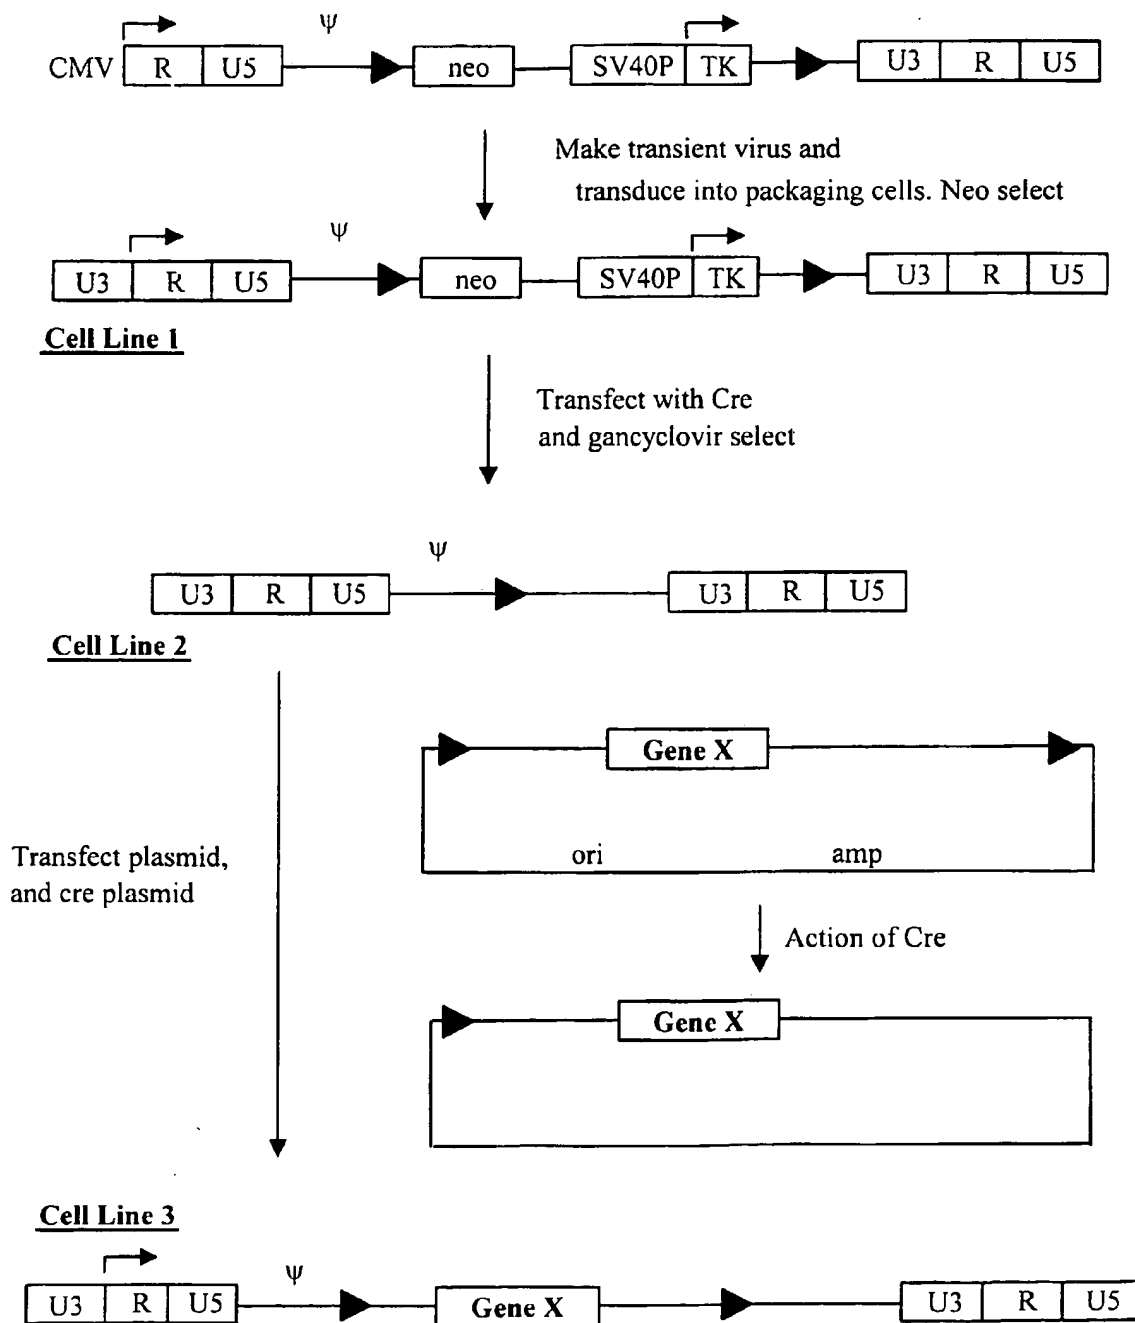 ψ
CMV R U5 neo SV40P TK U3 R U5
Make transient virus and
transduce into packaging cells. Neo select
ψ
U3 R U5 neo SV40P TK U3 R U5
Cell Line 1
Transfect with Cre
and gancyclovir select
ψ
U3 R U5 U3 R U5
Cell Line 2
Gene X
ori amp
Transfect plasmid,
and cre plasmid
Action of Cre
Gene X
Cell Line 3
ψ
U3 R U5 Gene X U3 R U5